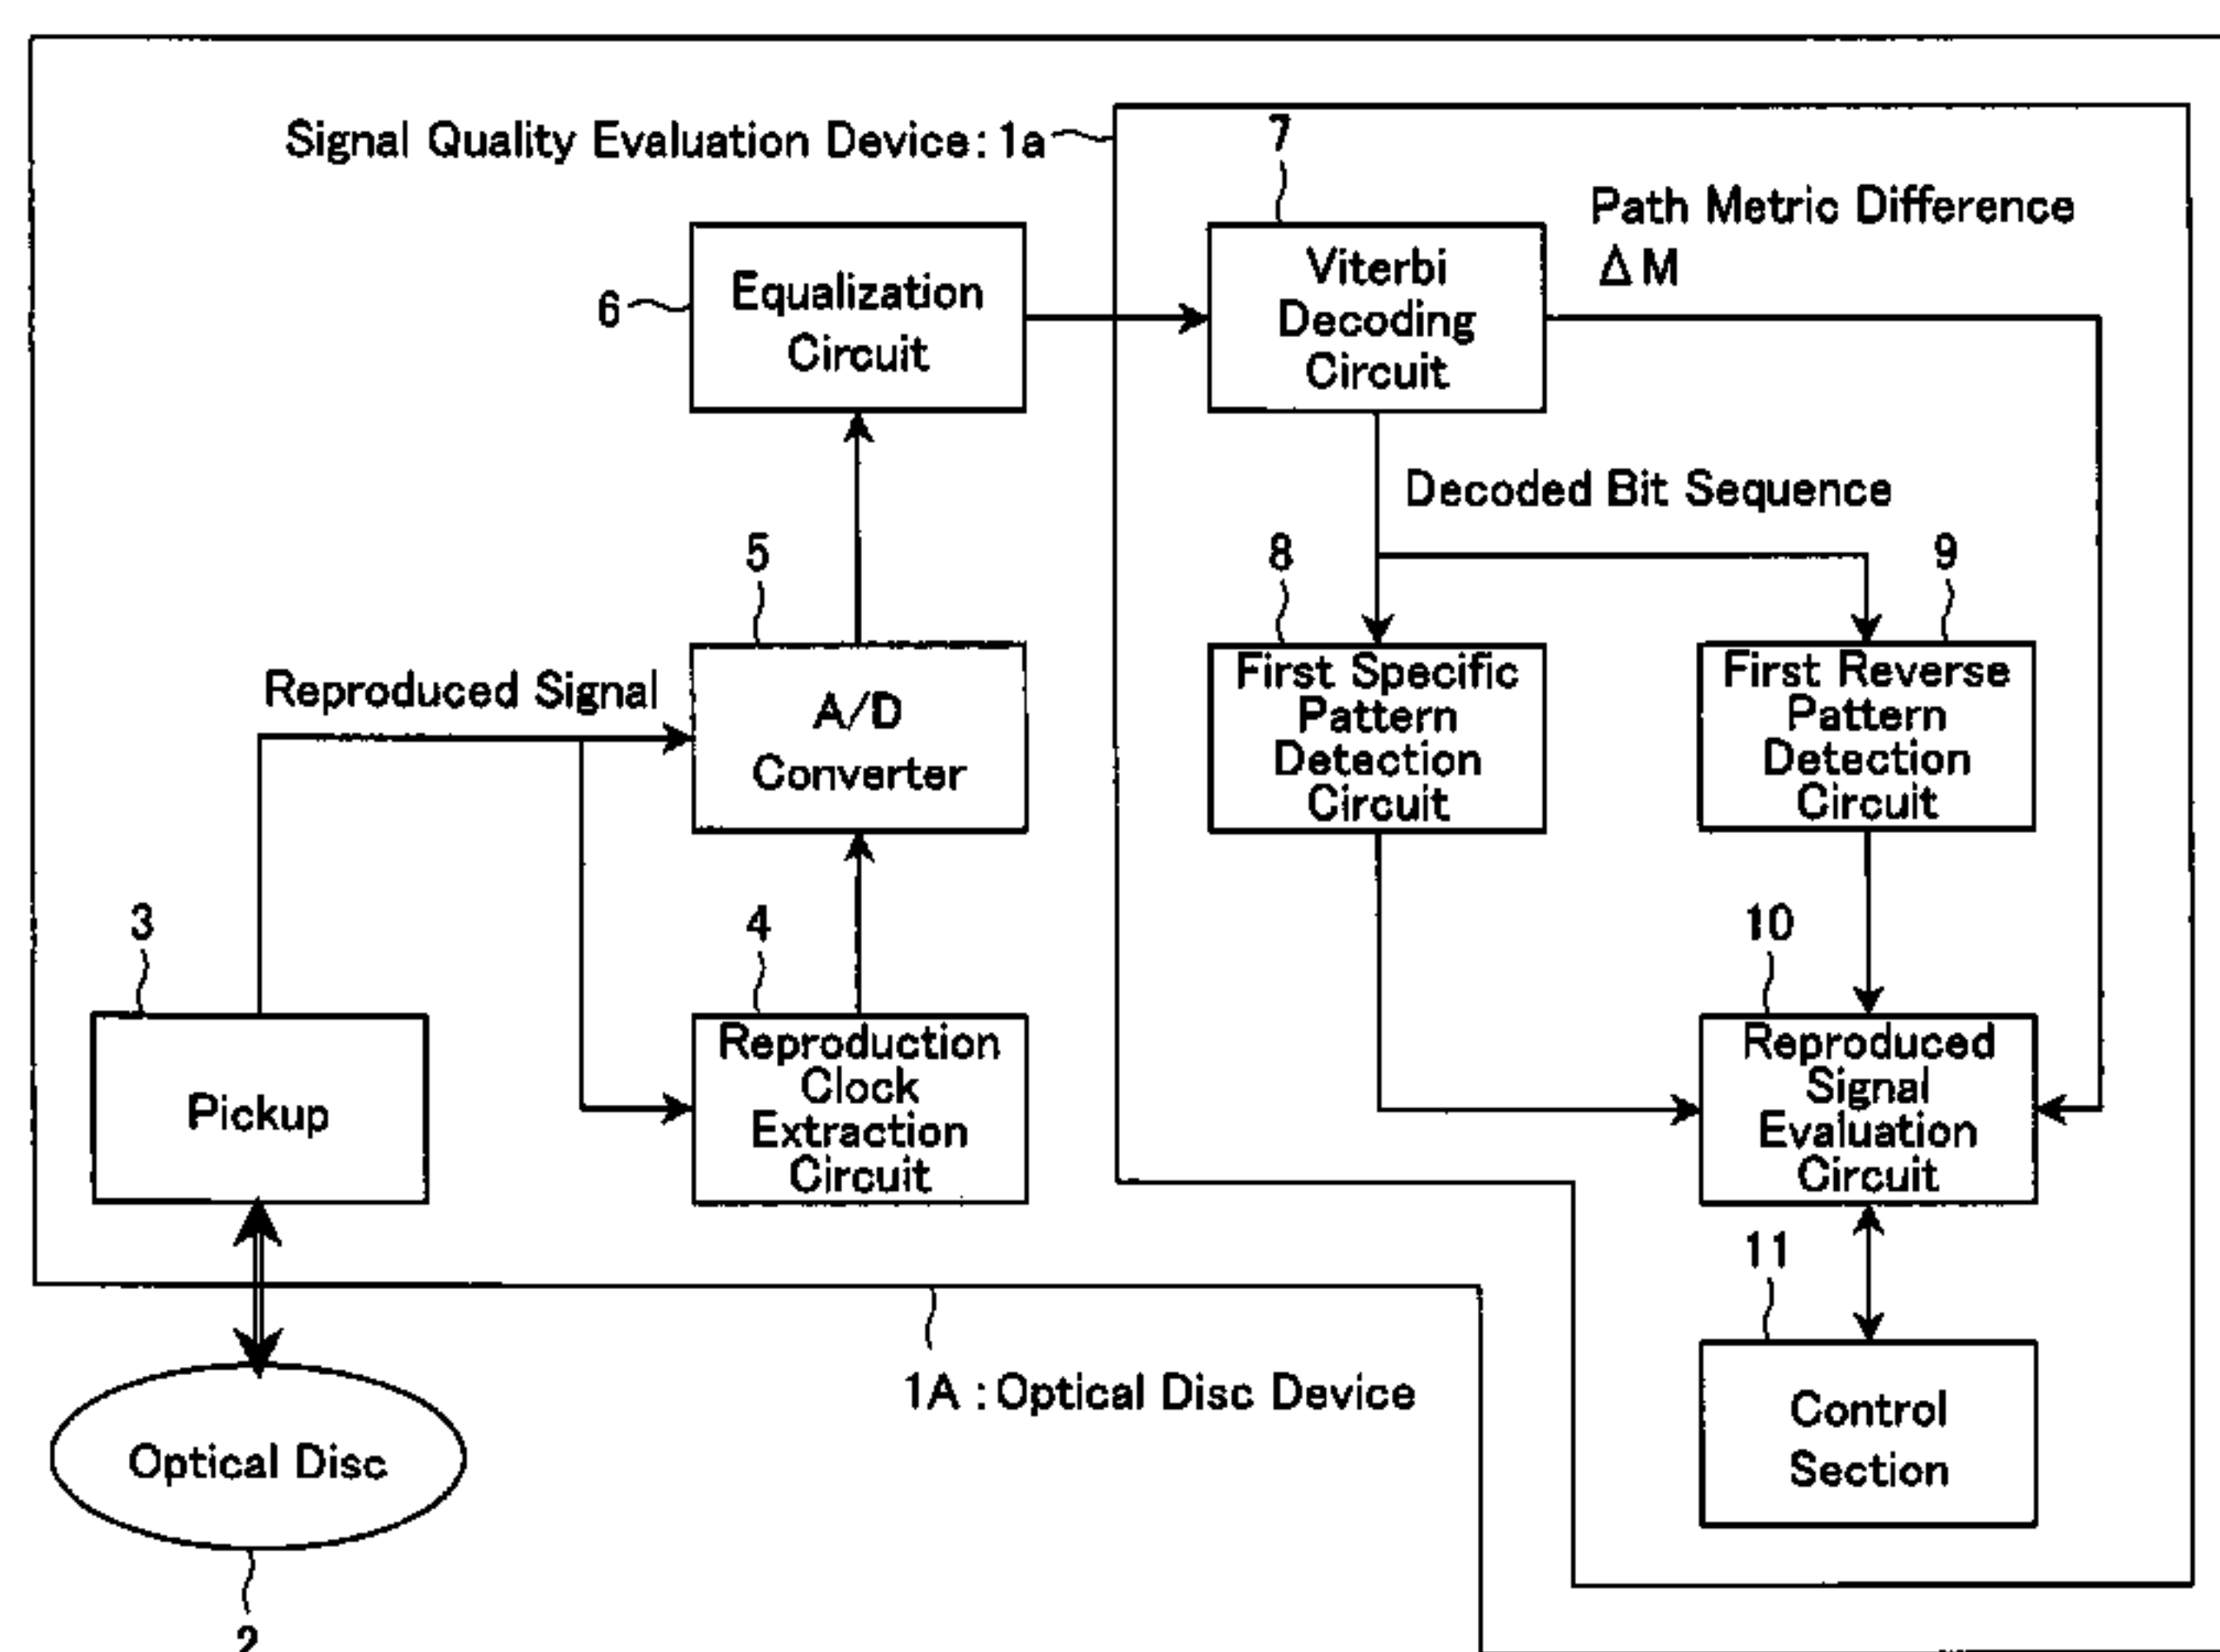 Signal Quality Evaluation Device: 1a
7
Path Metric Difference
ΔM
6
Equalization
Circuit
Viterbi
Decoding
Circuit
Decoded Bit Sequence
5
8
9
Reproduced Signal
A/D
Converter
First Specific
Pattern
Detection
Circuit
First Reverse
Pattern
Detection
Circuit
3
4
10
Pickup
Reproduction
Clock
Extraction
Circuit
Reproduced
Signal
Evaluation
Circuit
11
1A : Optical Disc Device
Control
Section
Optical Disc
2